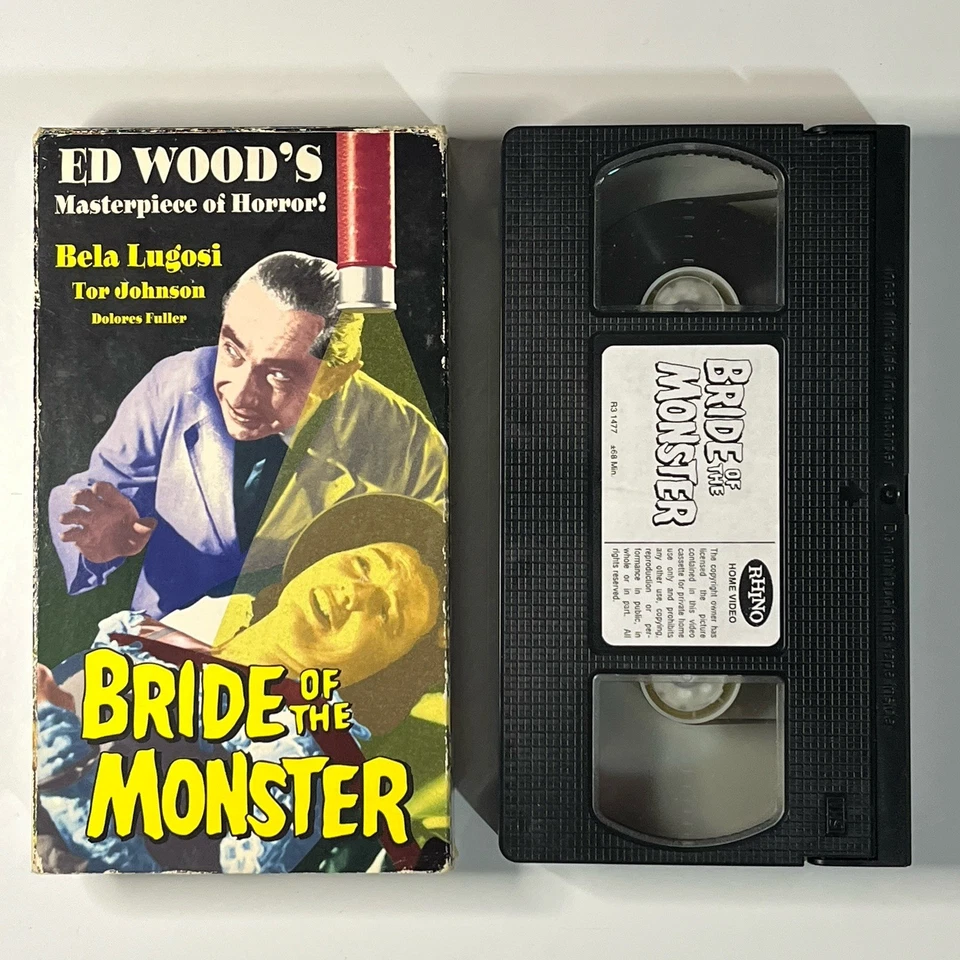 ED WOOD'S
Masterpiece of Horror!
Bela Lugosi
Tor Johnson
Dolores Fuller
BRIDE OF THE
MONSTER
BRIDE OF THE
MONSTER
R3 1477 ±68 Min.
RHINO
HOME VIDEO
The copyright owner has
licensed the picture
contained in this video
cassette for private home
use only and prohibits
any other use, copying,
reproduction or per-
formance in public, in
whole or in part. All
rights reserved.
VHS